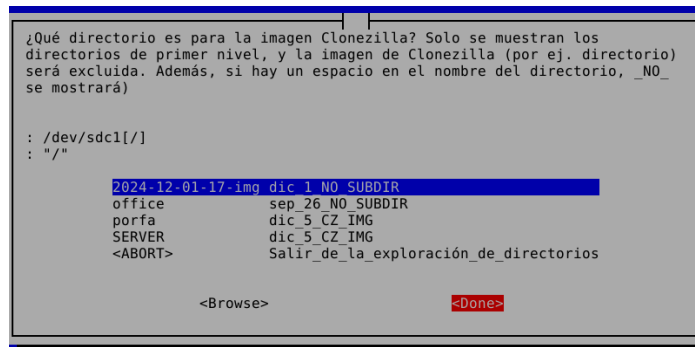 ¿Qué directorio es para la imagen Clonezilla? Solo se muestran los
directorios de primer nivel, y la imagen de Clonezilla (por ej. directorio)
será excluida. Además, si hay un espacio en el nombre del directorio, _NO_
se mostrará)
: /dev/sdc1[/]
: "/"
2024-12-01-17-img dic_1_NO_SUBDIR
office sep_26_NO_SUBDIR
porfa dic_5_CZ_IMG
SERVER dic_5_CZ_IMG
<ABORT> Salir_de_la_exploración_de_directorios
<Browse> <Done>